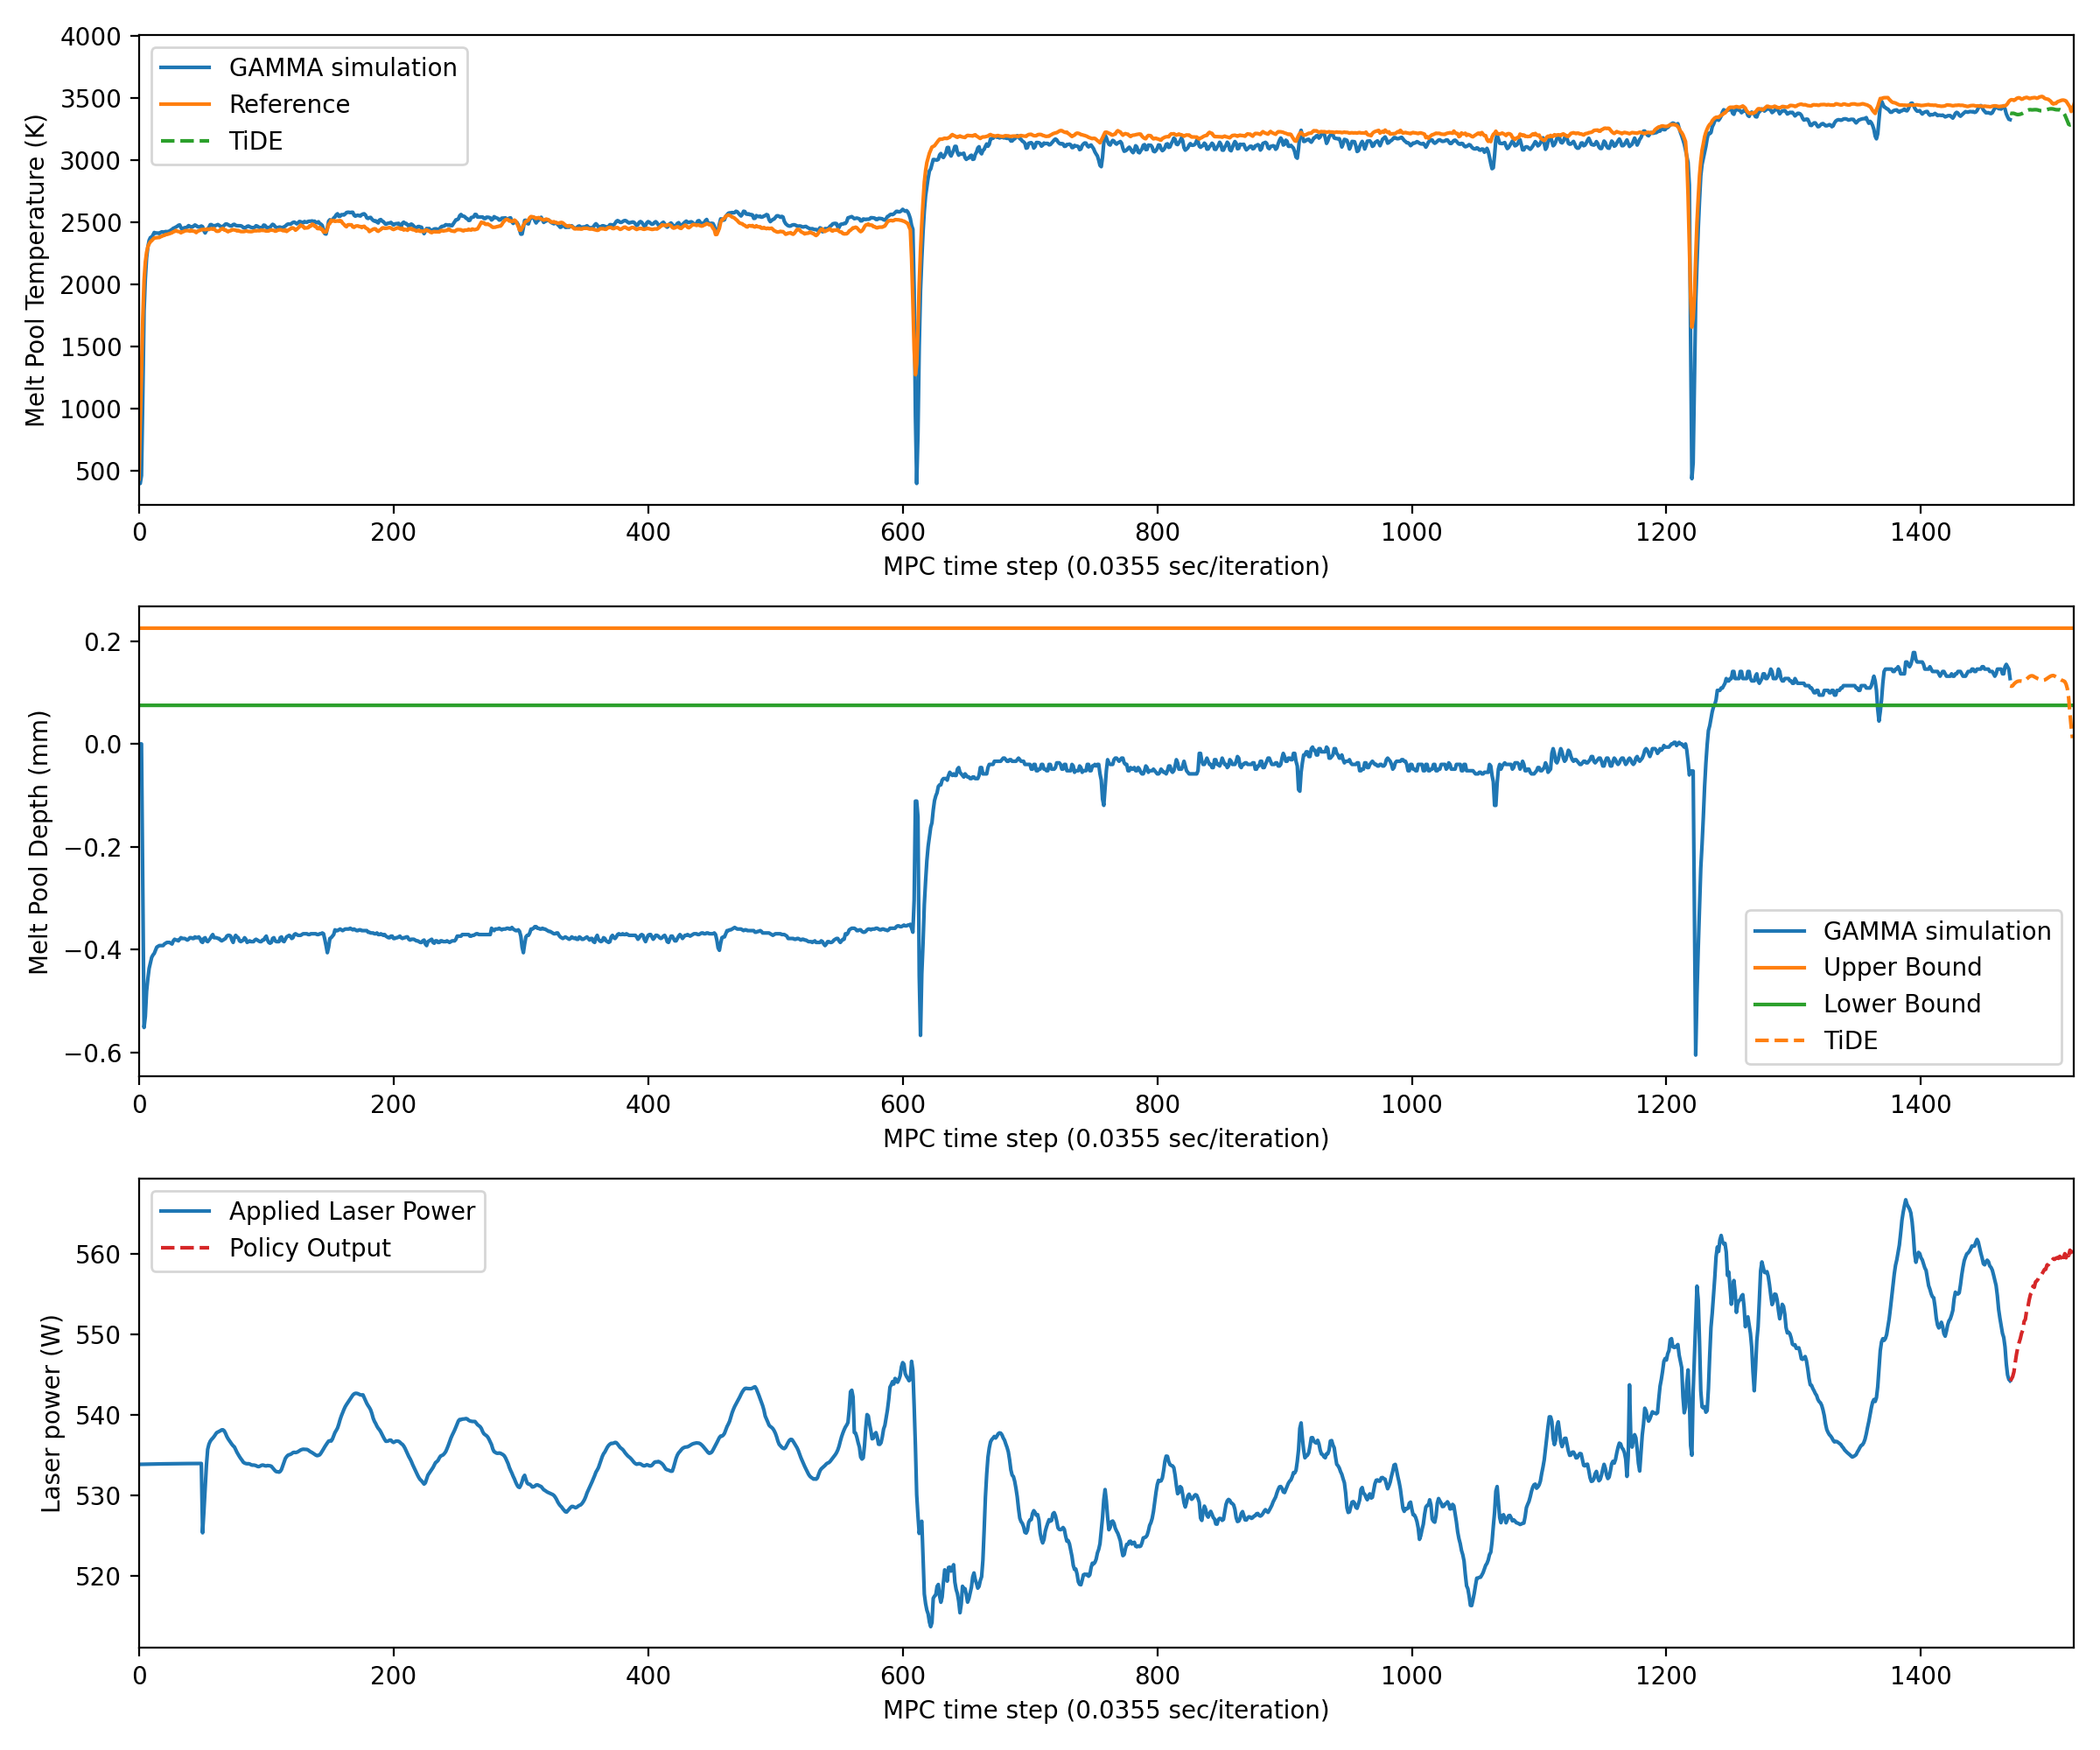 4000
3500
3000
2500
2000
1500
1000
500
Melt Pool Temperature (K)
GAMMA simulation
Reference
TiDE
0 200 400 600 800 1000 1200 1400
MPC time step (0.0355 sec/iteration)
0.2
0.0
−0.2
−0.4
−0.6
Melt Pool Depth (mm)
GAMMA simulation
Upper Bound
Lower Bound
TiDE
0 200 400 600 800 1000 1200 1400
MPC time step (0.0355 sec/iteration)
560
550
540
530
520
Laser power (W)
Applied Laser Power
Policy Output
0 200 400 600 800 1000 1200 1400
MPC time step (0.0355 sec/iteration)